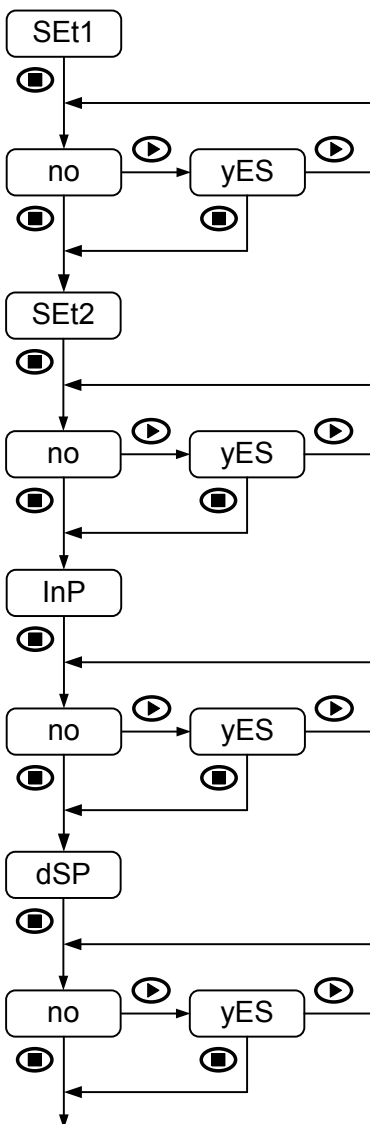 SEt1
no yES
SEt2
no yES
InP
no yES
dSP
no yES